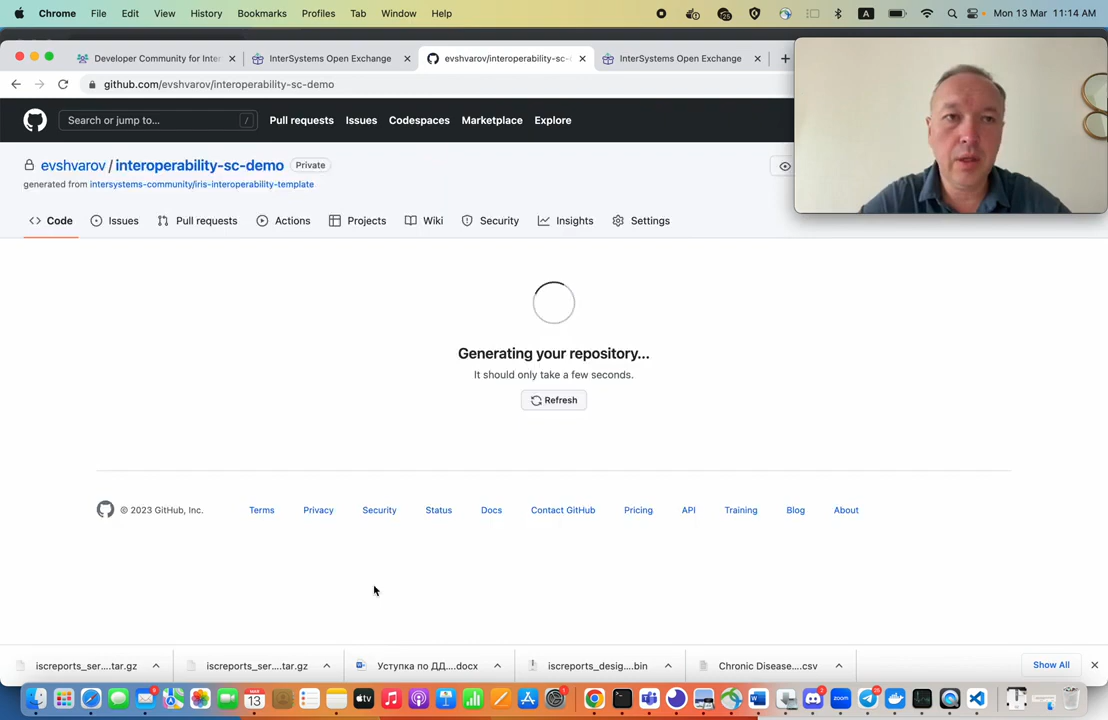 Chrome File Edit View History Bookmarks Profiles Tab Window Help
A Mon 13 Mar 11:14 AM
Developer Community for Inter
InterSystems Open Exchange
evshvarov/interoperability-sc-
InterSystems Open Exchange
github.com/evshvarov/interoperability-sc-demo
Search or jump to... /
Pull requests Issues Codespaces Marketplace Explore
evshvarov / interoperability-sc-demo Private
generated from intersystems-community/iris-interoperability-template
Code Issues Pull requests Actions Projects Wiki Security Insights Settings
Generating your repository...
It should only take a few seconds.
Refresh
© 2023 GitHub, Inc. Terms Privacy Security Status Docs Contact GitHub Pricing API Training Blog About
iscreports_ser....tar.gz iscreports_ser....tar.gz Уступка по ДД....docx iscreports_desig....bin Chronic Disease....csv Show All